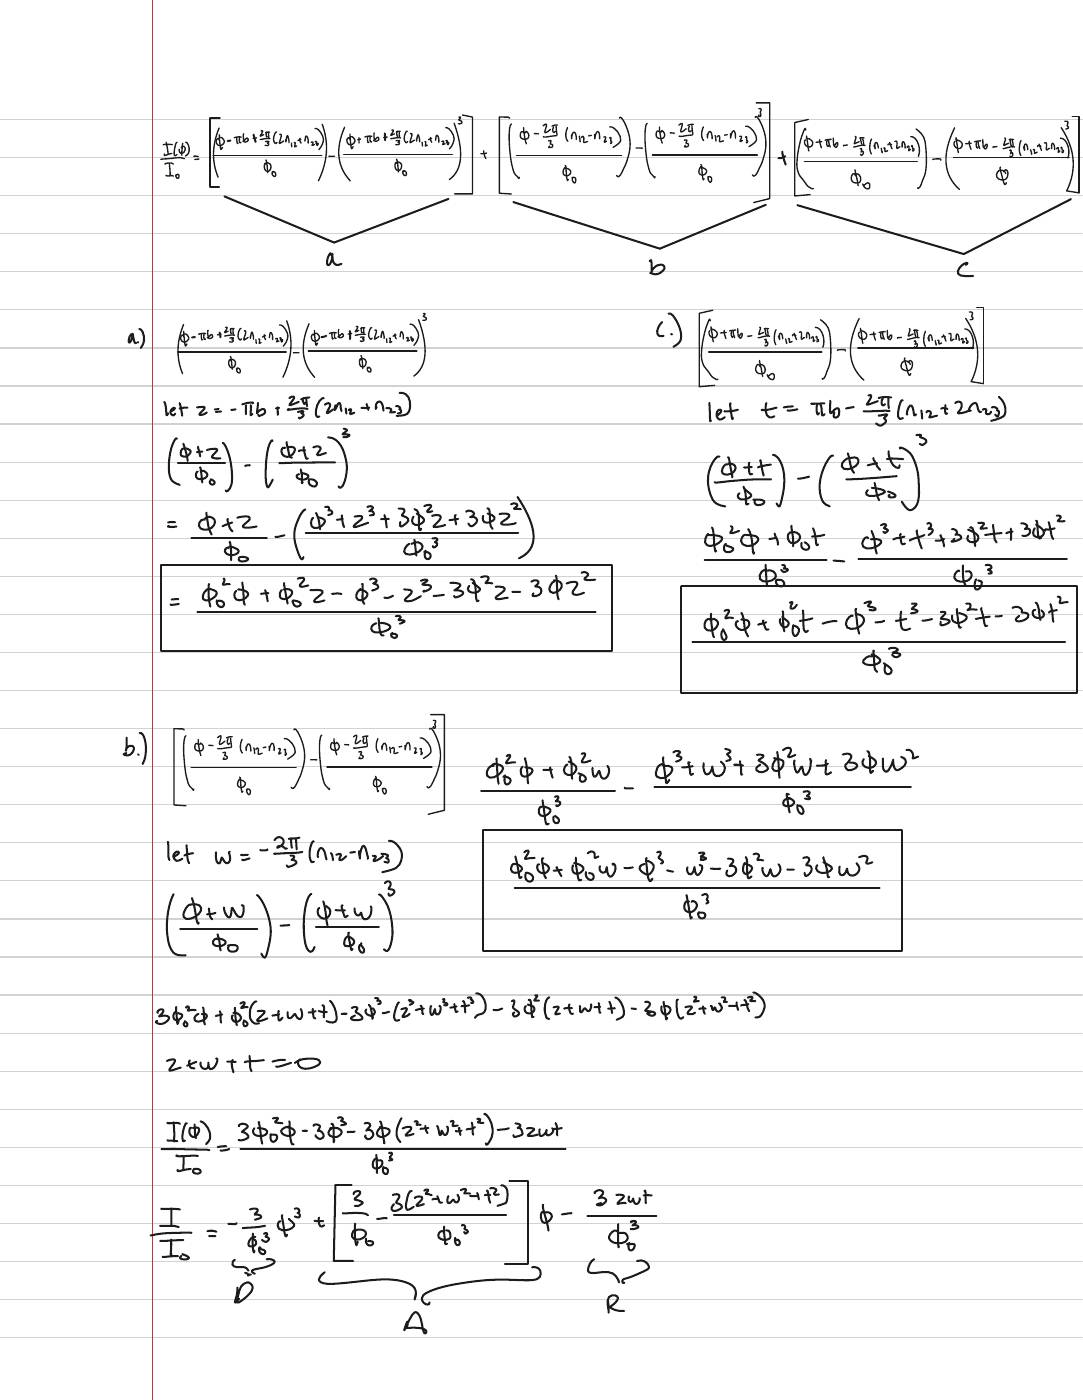 I(φ)/I₀ = [((φ-πb+2π/3(2n₁₂+n₂₃))/φ₀) - ((φ+πb+2π/3(2n₁₂+n₂₃))/φ₀)³] + [((φ-2π/3(n₁₂-n₂₃))/φ₀) - ((φ-2π/3(n₁₂-n₂₃))/φ₀)³] + [((φ+πb-2π/3(n₁₂+2n₂₃))/φ₀) - ((φ+πb-2π/3(n₁₂+2n₂₃))/φ)³]
a b c
a) ((φ-πb+2π/3(2n₁₂+n₂₃))/φ₀) - ((φ-πb+2π/3(2n₁₂+n₂₃))/φ₀)³
let z = -πb + 2π/3(2n₁₂+n₂₃)
((φ+z)/φ₀) - ((φ+z)/φ₀)³
= (φ+z)/φ₀ - ((φ³+z³+3φ²z+3φz²)/φ₀³)
= (φ₀²φ + φ₀²z - φ³ - z³ - 3φ²z - 3φz²)/φ₀³
c.) [((φ+πb-2π/3(n₁₂+2n₂₃))/φ₀) - ((φ+πb-2π/3(n₁₂+2n₂₃))/φ)³]
let t = πb - 2π/3(n₁₂+2n₂₃)
((φ+t)/φ₀) - ((φ+t)/φ₀)³
(φ₀²φ + φ₀t)/φ₀³ - (φ³+t³+3φ²t+3φt²)/φ₀³
(φ₀²φ + φ₀²t - φ³ - t³ - 3φ²t - 3φt²)/φ₀³
b.) [((φ-2π/3(n₁₂-n₂₃))/φ₀) - ((φ-2π/3(n₁₂-n₂₃))/φ₀)³]
let w = -2π/3(n₁₂-n₂₃)
((φ+w)/φ₀) - ((φ+w)/φ₀)³
(φ₀²φ + φ₀²w)/φ₀³ - (φ³+w³+3φ²w+3φw²)/φ₀³
(φ₀²φ + φ₀²w - φ³ - w³ - 3φ²w - 3φw²)/φ₀³
3φ₀²φ + φ₀²(z+w+t) - 3φ³ - (z³+w³+t³) - 3φ²(z+w+t) - 3φ(z²+w²+t²)
z+w+t = 0
I(φ)/I₀ = (3φ₀²φ - 3φ³ - 3φ(z²+w²+t²) - 3zwt)/φ₀³
I/I₀ = -3/φ₀³ φ³ + [3/φ₀ - 3(z²+w²+t²)/φ₀³] φ - 3zwt/φ₀³
D A R